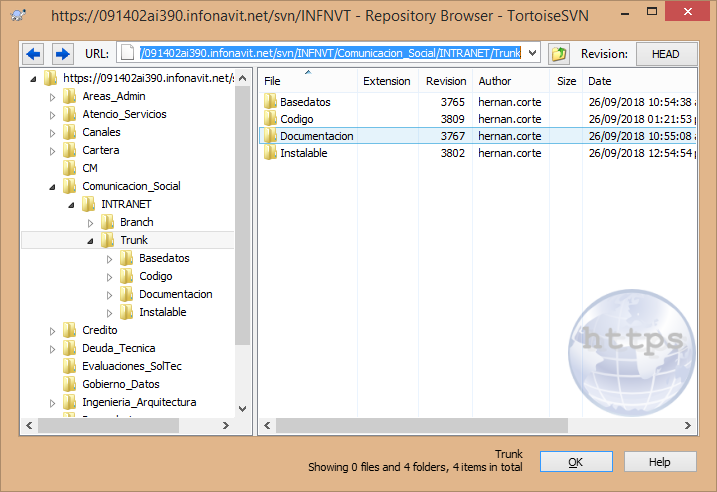 https://091402ai390.infonavit.net/svn/INFNVT - Repository Browser - TortoiseSVN
URL: /091402ai390.infonavit.net/svn/INFNVT/Comunicacion_Social/INTRANET/Trunk Revision: HEAD
https://091402ai390.infonavit.net/s
Areas_Admin
Atencio_Servicios
Canales
Cartera
CM
Comunicacion_Social
INTRANET
Branch
Trunk
Basedatos
Codigo
Documentacion
Instalable
Credito
Deuda_Tecnica
Evaluaciones_SolTec
Gobierno_Datos
Ingenieria_Arquitectura
File Extension Revision Author Size Date
Basedatos 3765 hernan.corte 26/09/2018 10:54:38 a
Codigo 3809 hernan.corte 26/09/2018 01:21:53 p
Documentacion 3767 hernan.corte 26/09/2018 10:55:08 a
Instalable 3802 hernan.corte 26/09/2018 12:54:54 p
https
Trunk
Showing 0 files and 4 folders, 4 items in total
OK Help